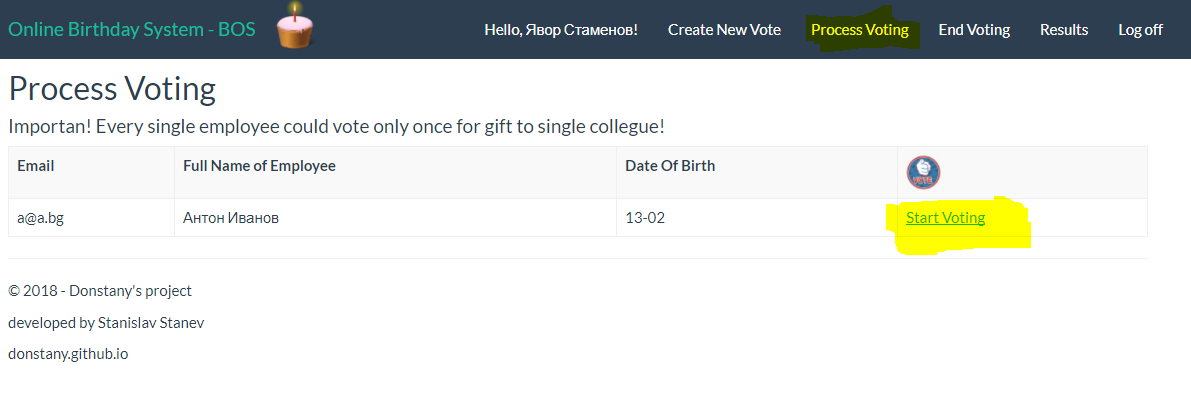 Online Birthday System - BOS Hello, Явор Стаменов! Create New Vote Process Voting End Voting Results Log off
Process Voting
Importan! Every single employee could vote only once for gift to single collegue!
Email Full Name of Employee Date Of Birth VOTE
a@a.bg Антон Иванов 13-02 Start Voting
© 2018 - Donstany's project
developed by Stanislav Stanev
donstany.github.io